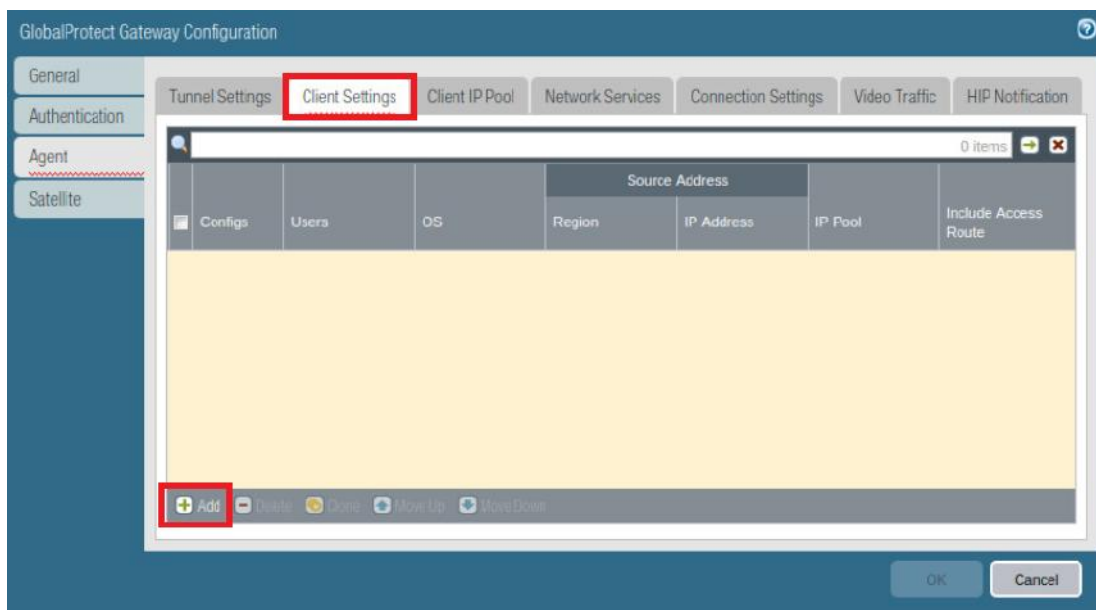 GlobalProtect Gateway Configuration
General
Authentication
Agent
Satellite
Tunnel Settings Client Settings Client IP Pool Network Services Connection Settings Video Traffic HIP Notification
0 items
Source Address
Configs Users OS Region IP Address IP Pool Include Access Route
Add Delete Clone Move Up Move Down
OK Cancel